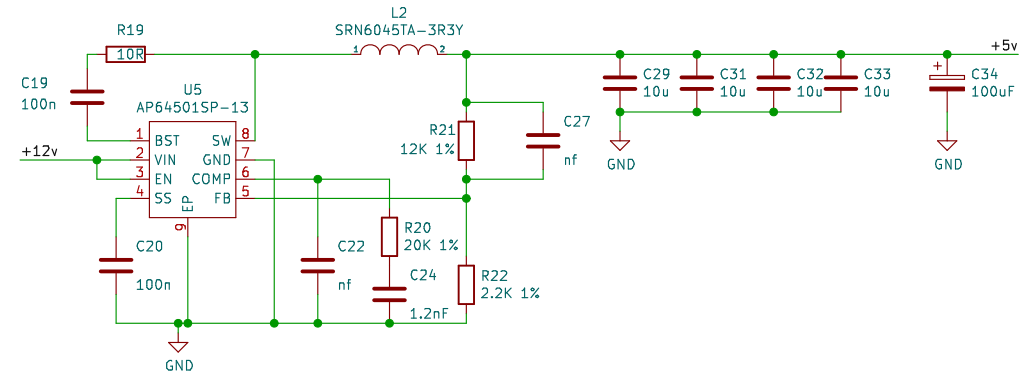 L2
SRN6045TA-3R3Y
1 2
R19
10R
+5v
C19
100n
U5
AP64501SP-13
1 BST SW 8
2 VIN GND 7
3 EN COMP 6
4 SS FB 5
EP
9
+12v
R21
12K 1%
C27
nf
C29
10u
C31
10u
C32
10u
C33
10u
+
C34
100uF
GND
GND
C20
100n
C22
nf
R20
20K 1%
C24
1.2nF
R22
2.2K 1%
GND